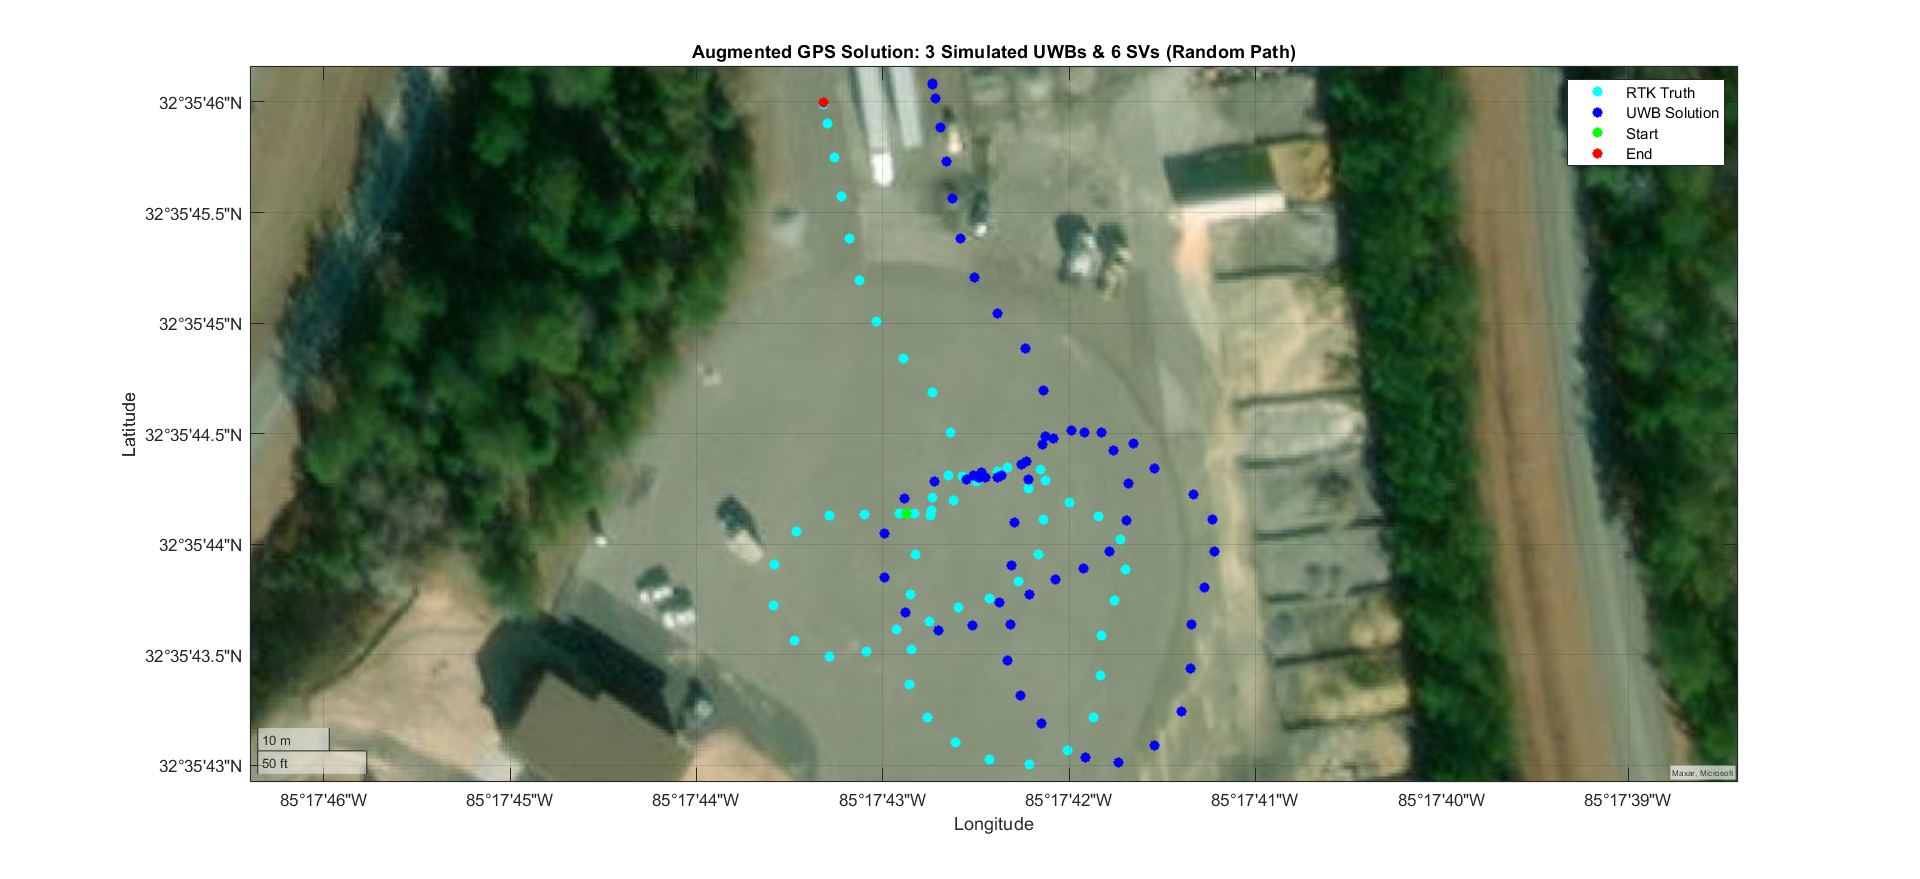 Augmented GPS Solution: 3 Simulated UWBs & 6 SVs (Random Path)
RTK Truth
UWB Solution
Start
End
32°35'46"N
32°35'45.5"N
32°35'45"N
32°35'44.5"N
32°35'44"N
32°35'43.5"N
32°35'43"N
Latitude
10 m
50 ft
Maxar, Microsoft
85°17'46"W
85°17'45"W
85°17'44"W
85°17'43"W
85°17'42"W
85°17'41"W
85°17'40"W
85°17'39"W
Longitude